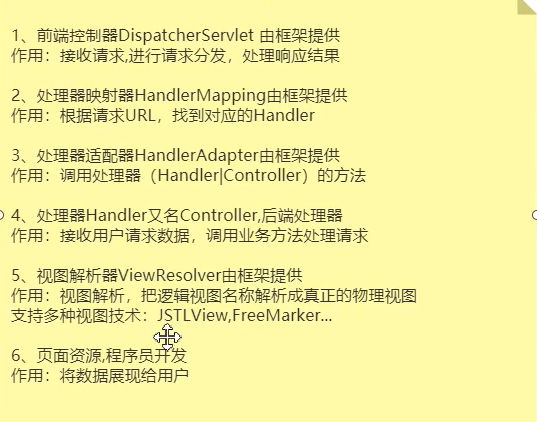 1、前端控制器DispatcherServlet 由框架提供
作用：接收请求,进行请求分发，处理响应结果
2、处理器映射器HandlerMapping由框架提供
作用：根据请求URL，找到对应的Handler
3、处理器适配器HandlerAdapter由框架提供
作用：调用处理器（Handler|Controller）的方法
4、处理器Handler又名Controller,后端处理器
作用：接收用户请求数据，调用业务方法处理请求
5、视图解析器ViewResolver由框架提供
作用：视图解析，把逻辑视图名称解析成真正的物理视图
支持多种视图技术：JSTLView,FreeMarker...
6、页面资源,程序员开发
作用：将数据展现给用户